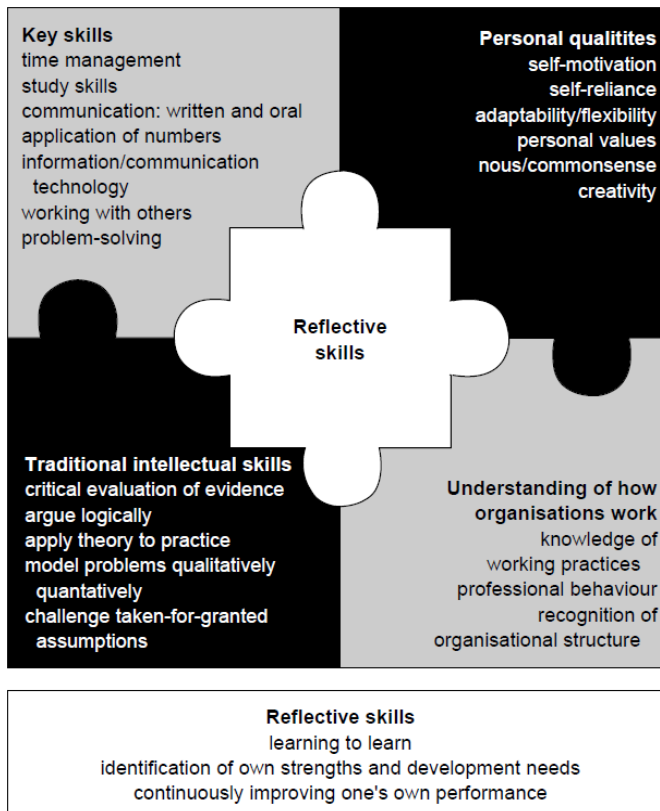 Key skills
time management
study skills
communication: written and oral
application of numbers
information/communication
technology
working with others
problem-solving
Personal qualitites
self-motivation
self-reliance
adaptability/flexibility
personal values
nous/commonsense
creativity
Reflective
skills
Traditional intellectual skills
critical evaluation of evidence
argue logically
apply theory to practice
model problems qualitatively
quantatively
challenge taken-for-granted
assumptions
Understanding of how
organisations work
knowledge of
working practices
professional behaviour
recognition of
organisational structure
Reflective skills
learning to learn
identification of own strengths and development needs
continuously improving one's own performance